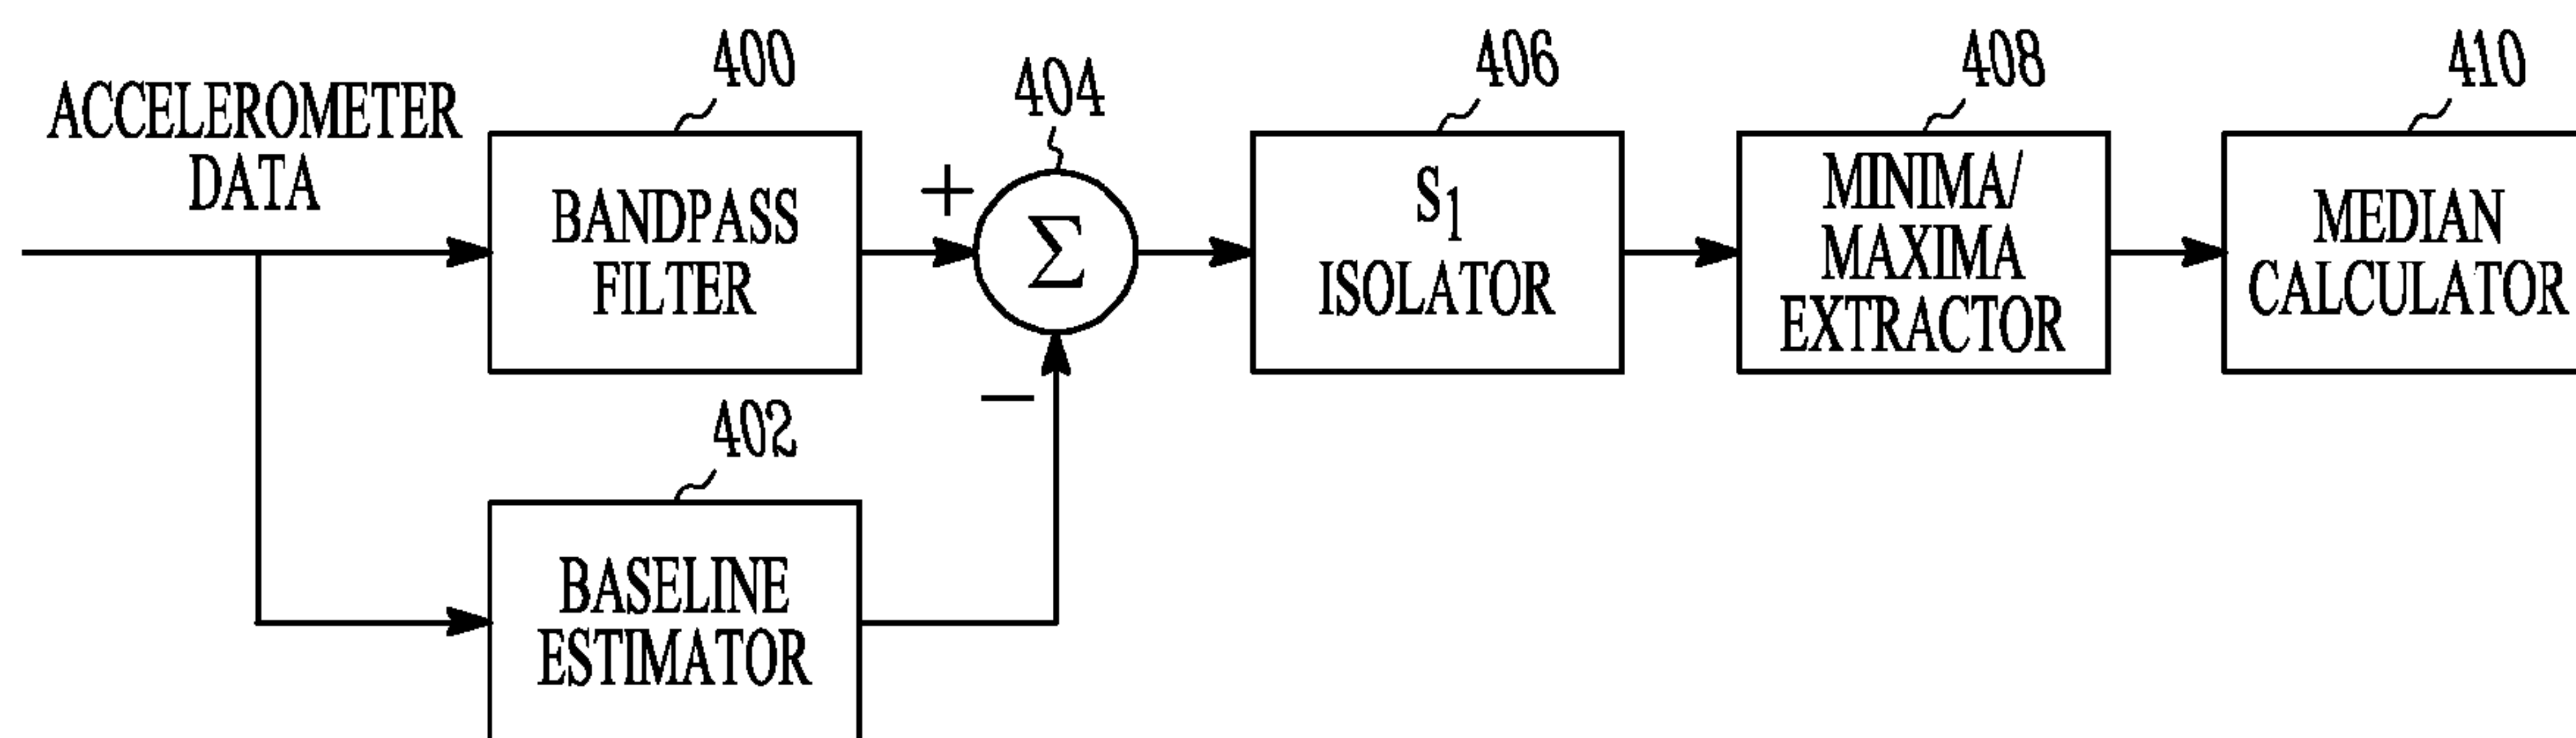 400
404
406
408
410
ACCELEROMETER
DATA
BANDPASS
FILTER
+
Σ
−
S1
ISOLATOR
MINIMA/
MAXIMA
EXTRACTOR
MEDIAN
CALCULATOR
402
BASELINE
ESTIMATOR